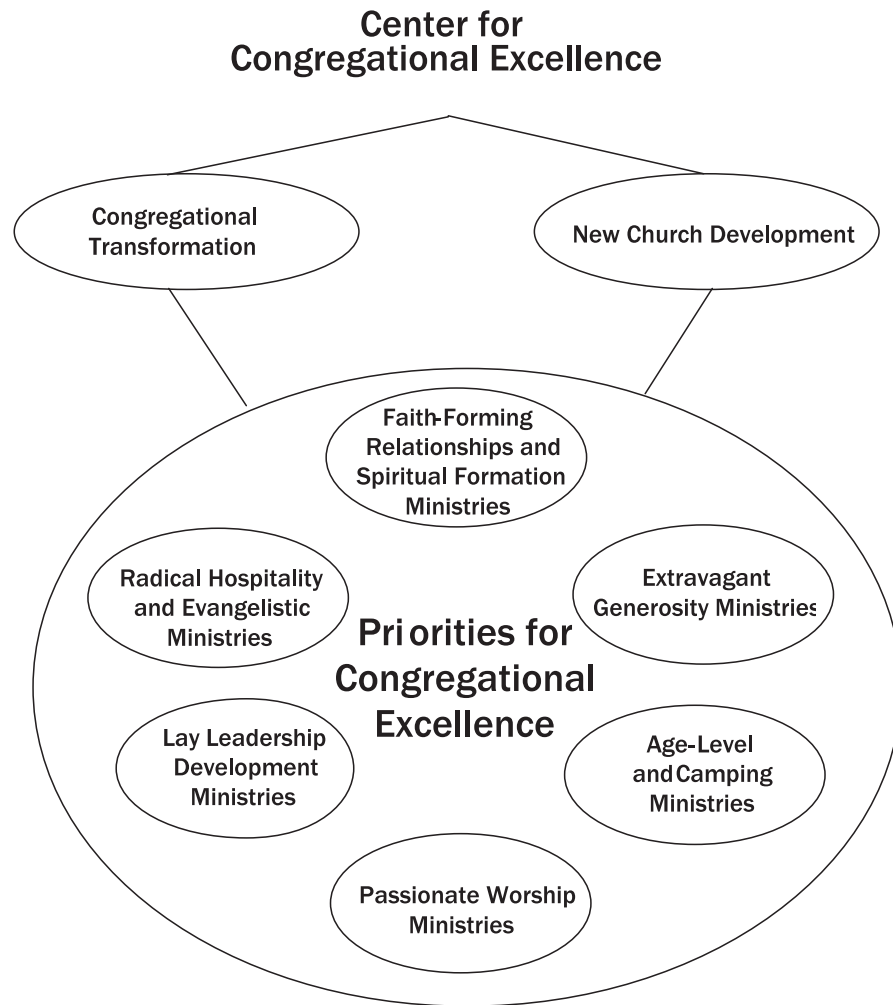 Center for
Congregational Excellence
Congregational
Transformation
New Church Development
Faith-Forming
Relationships and
Spiritual Formation
Ministries
Radical Hospitality
and Evangelistic
Ministries
Extravagant
Generosity Ministries
Priorities for
Congregational
Excellence
Lay Leadership
Development
Ministries
Age-Level
and Camping
Ministries
Passionate Worship
Ministries